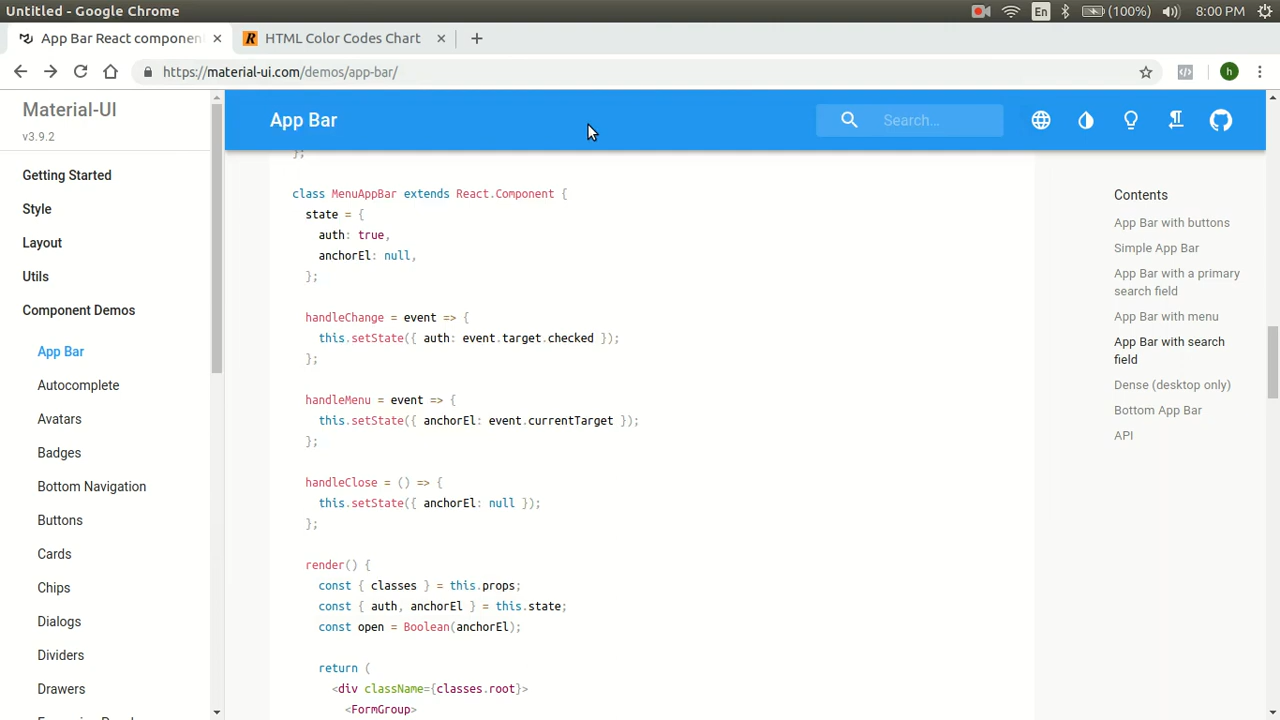 Untitled - Google Chrome
En
(100%)
8:00 PM
App Bar React componen
HTML Color Codes Chart
https://material-ui.com/demos/app-bar/
h
Material-UI
v3.9.2
Getting Started
Style
Layout
Utils
Component Demos
App Bar
Autocomplete
Avatars
Badges
Bottom Navigation
Buttons
Cards
Chips
Dialogs
Dividers
Drawers
App Bar
Search...
};
class MenuAppBar extends React.Component {
state = {
auth: true,
anchorEl: null,
};
handleChange = event => {
this.setState({ auth: event.target.checked });
};
handleMenu = event => {
this.setState({ anchorEl: event.currentTarget });
};
handleClose = () => {
this.setState({ anchorEl: null });
};
render() {
const { classes } = this.props;
const { auth, anchorEl } = this.state;
const open = Boolean(anchorEl);
return (
<div className={classes.root}>
<FormGroup>
Contents
App Bar with buttons
Simple App Bar
App Bar with a primary
search field
App Bar with menu
App Bar with search
field
Dense (desktop only)
Bottom App Bar
API